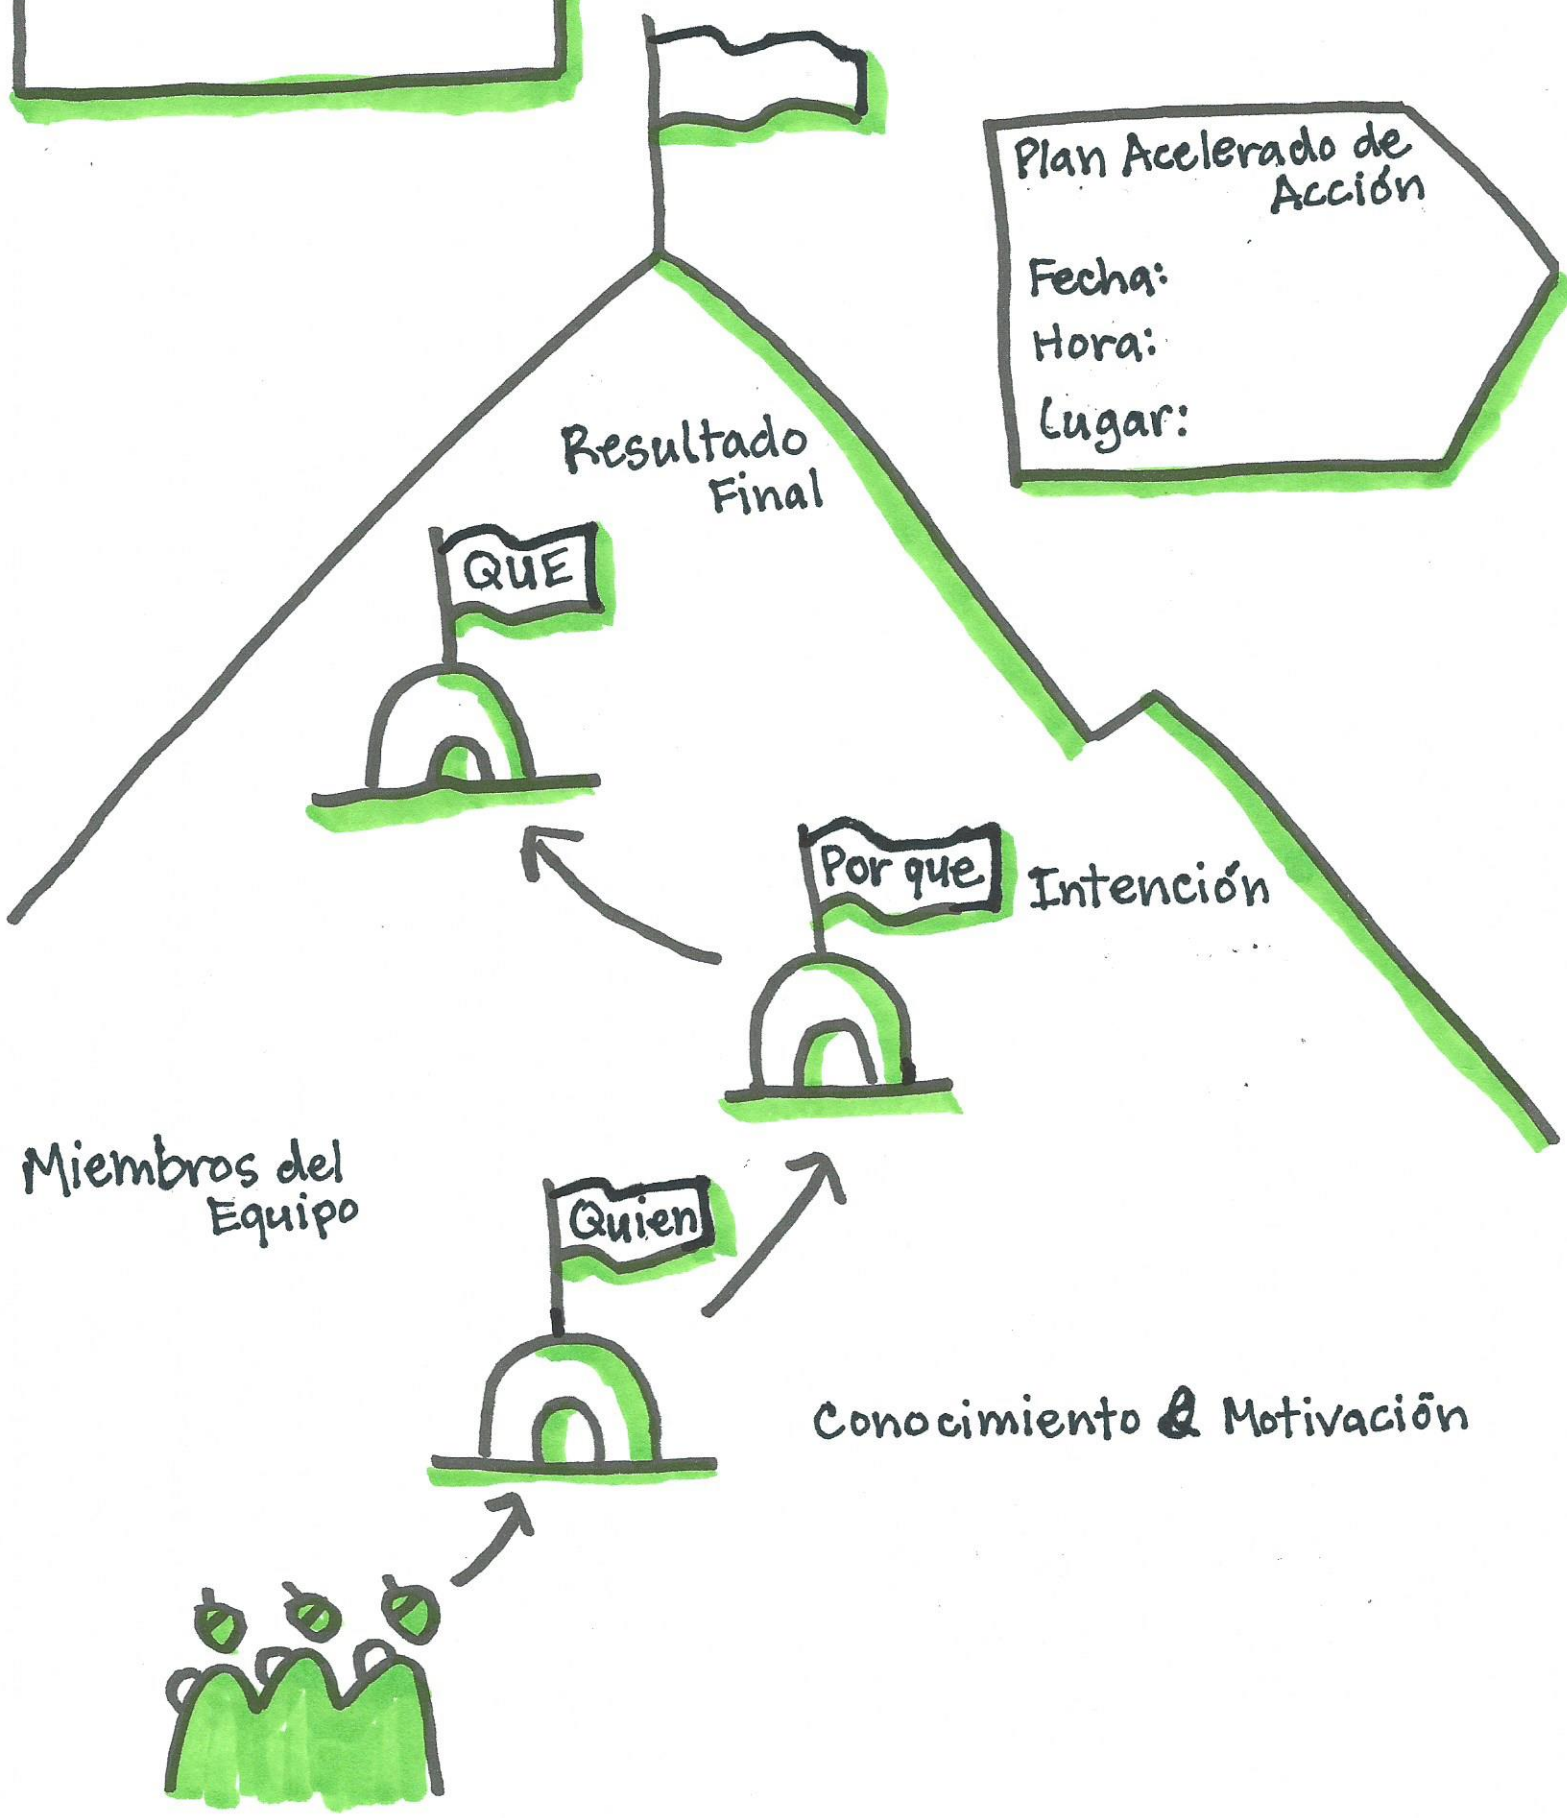 Plan Acelerado de
Acción
Fecha:
Hora:
Lugar:
Resultado
Final
QUE
Por que
Intención
Miembros del
Equipo
Quien
Conocimiento & Motivación